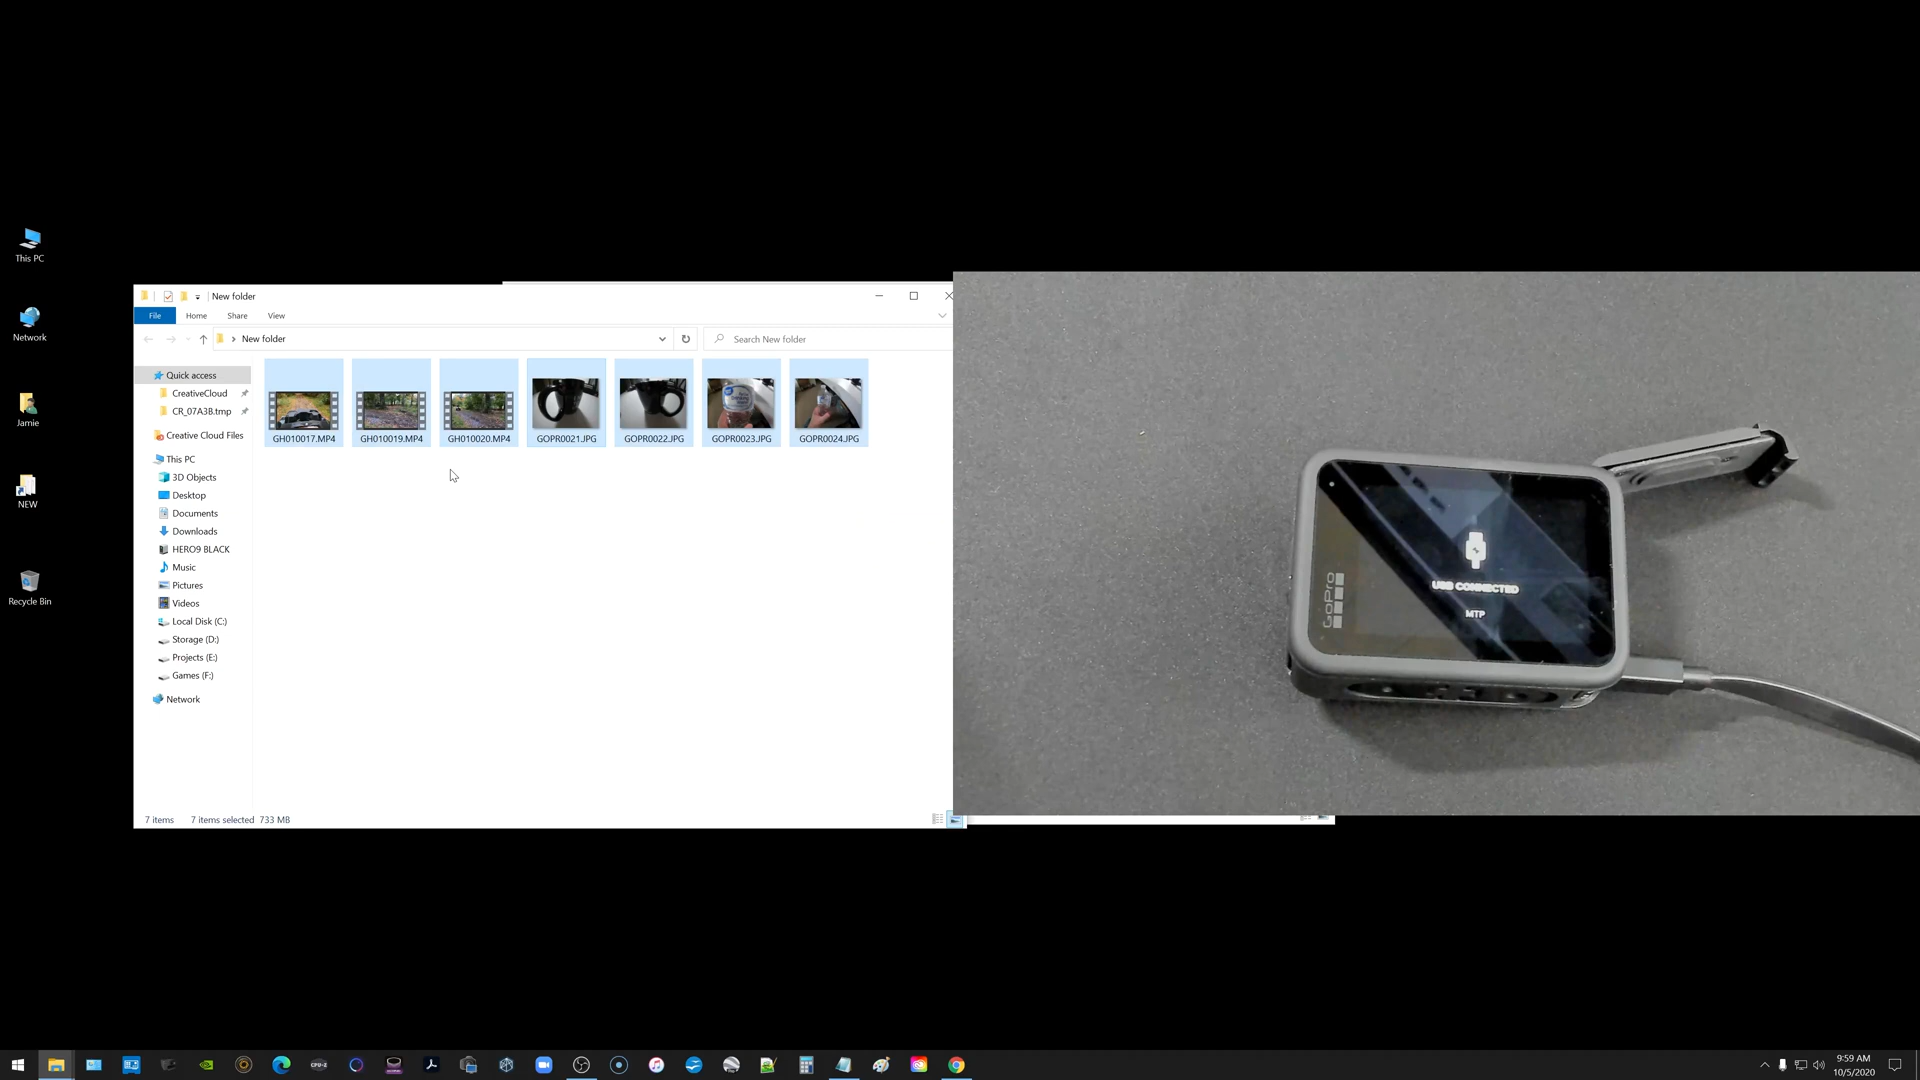 This PC
Network
Jamie
NEW
Recycle Bin
New folder
File Home Share View
New folder
Search New folder
Quick access
CreativeCloud
CR_07A3B.tmp
Creative Cloud Files
This PC
3D Objects
Desktop
Documents
Downloads
HERO9 BLACK
Music
Pictures
Videos
Local Disk (C:)
Storage (D:)
Projects (E:)
Games (F:)
Network
GH010017.MP4 GH010019.MP4 GH010020.MP4 GOPR0021.JPG GOPR0022.JPG GOPR0023.JPG GOPR0024.JPG
7 items 7 items selected 733 MB
USB CONNECTED
MTP
GoPro
CPU-Z
9:59 AM
10/5/2020